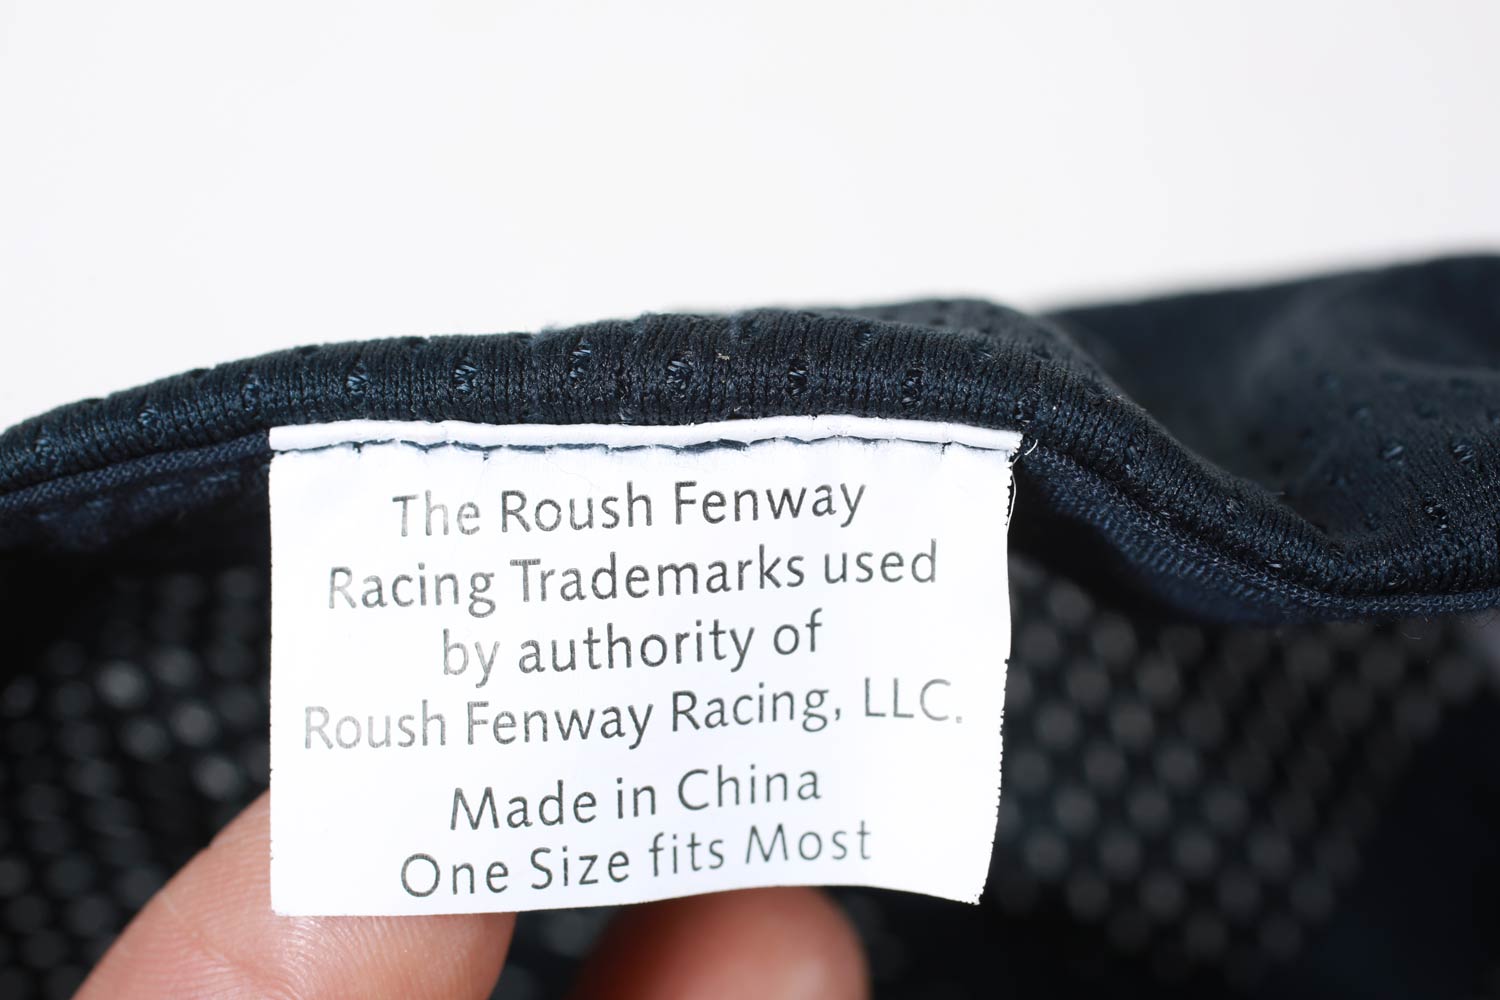 The Roush Fenway
Racing Trademarks used
by authority of
Roush Fenway Racing, LLC.
Made in China
One Size fits Most